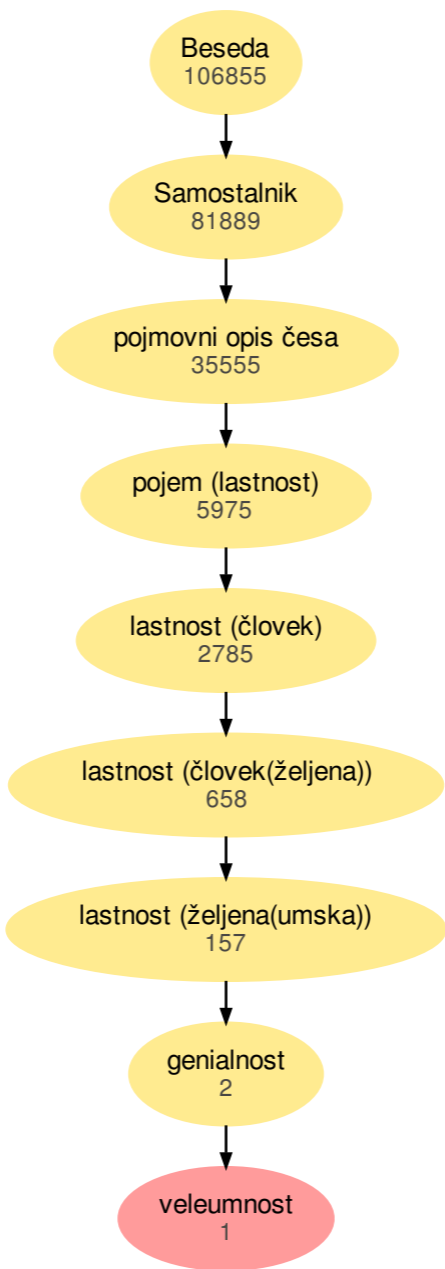 Beseda
106855
Samostalnik
81889
pojmovni opis česa
35555
pojem (lastnost)
5975
lastnost (človek)
2785
lastnost (človek(željena))
658
lastnost (željena(umska))
157
genialnost
2
veleumnost
1